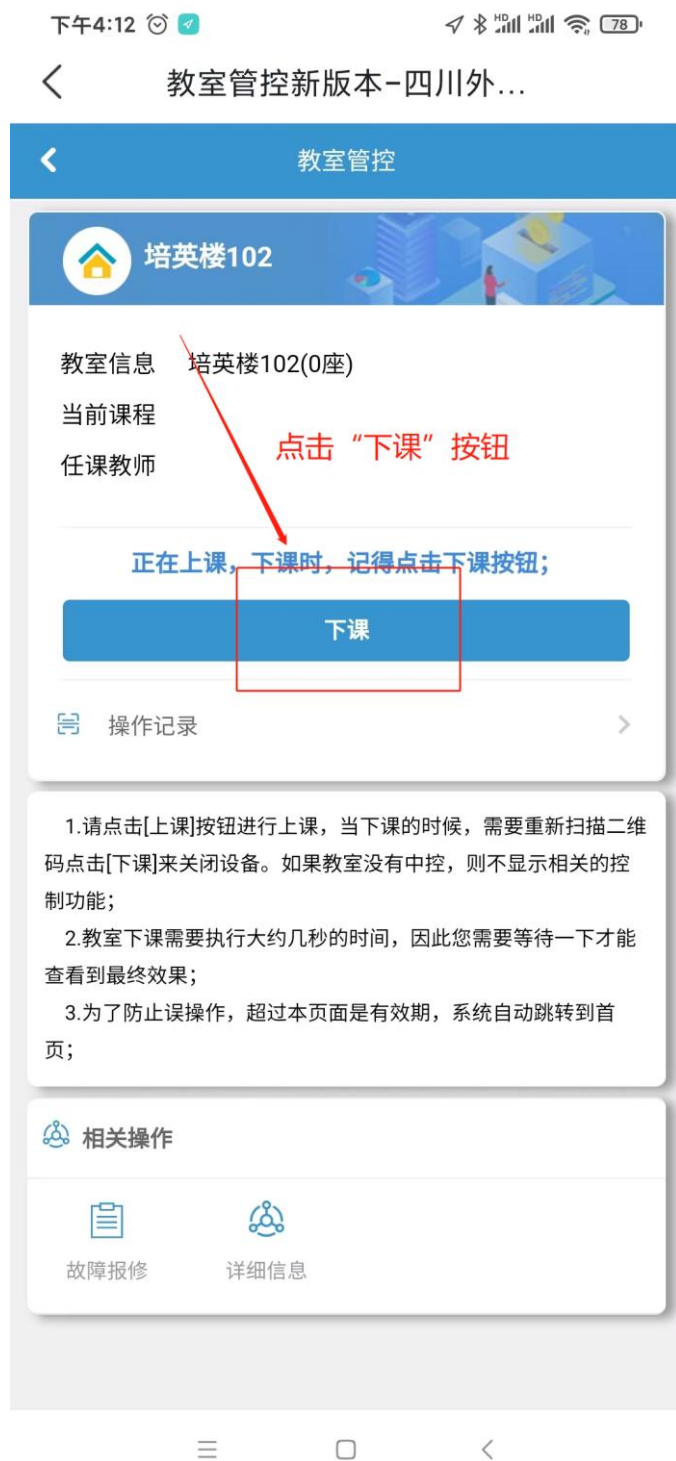 下午4:12
HD HD 78
教室管控新版本-四川外...
教室管控
培英楼102
教室信息 培英楼102(0座)
当前课程
点击“下课”按钮
任课教师
正在上课，下课时，记得点击下课按钮；
下课
操作记录
1.请点击[上课]按钮进行上课，当下课的时候，需要重新扫描二维
码点击[下课]来关闭设备。如果教室没有中控，则不显示相关的控
制功能；
2.教室下课需要执行大约几秒的时间，因此您需要等待一下才能
查看到最终效果；
3.为了防止误操作，超过本页面是有效期，系统自动跳转到首
页；
相关操作
故障报修 详细信息